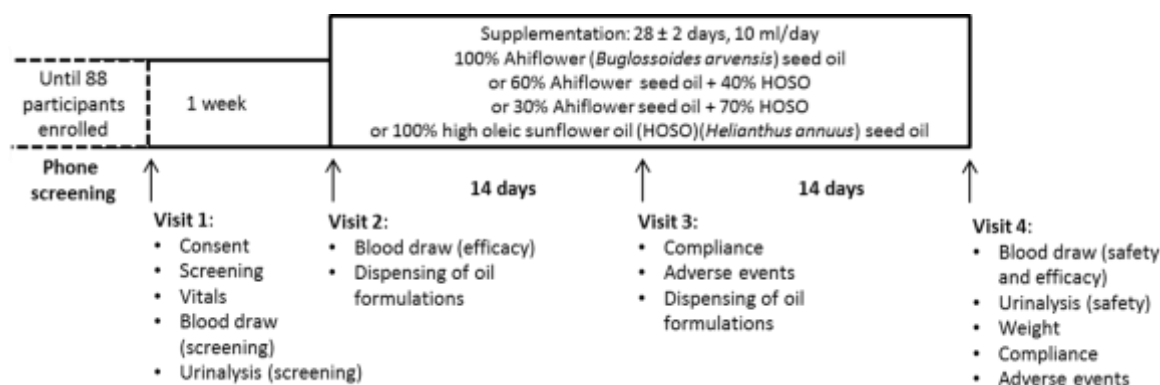 Until 88
participants
enrolled
1 week
Supplementation: 28 ± 2 days, 10 ml/day
100% Ahiflower (Buglossoides arvensis) seed oil
or 60% Ahiflower seed oil + 40% HOSO
or 30% Ahiflower seed oil + 70% HOSO
or 100% high oleic sunflower oil (HOSO)(Helianthus annuus) seed oil
Phone
screening
14 days
14 days
Visit 1:
• Consent
• Screening
• Vitals
• Blood draw
(screening)
• Urinalysis (screening)
Visit 2:
• Blood draw (efficacy)
• Dispensing of oil
formulations
Visit 3:
• Compliance
• Adverse events
• Dispensing of oil
formulations
Visit 4:
• Blood draw (safety
and efficacy)
• Urinalysis (safety)
• Weight
• Compliance
• Adverse events